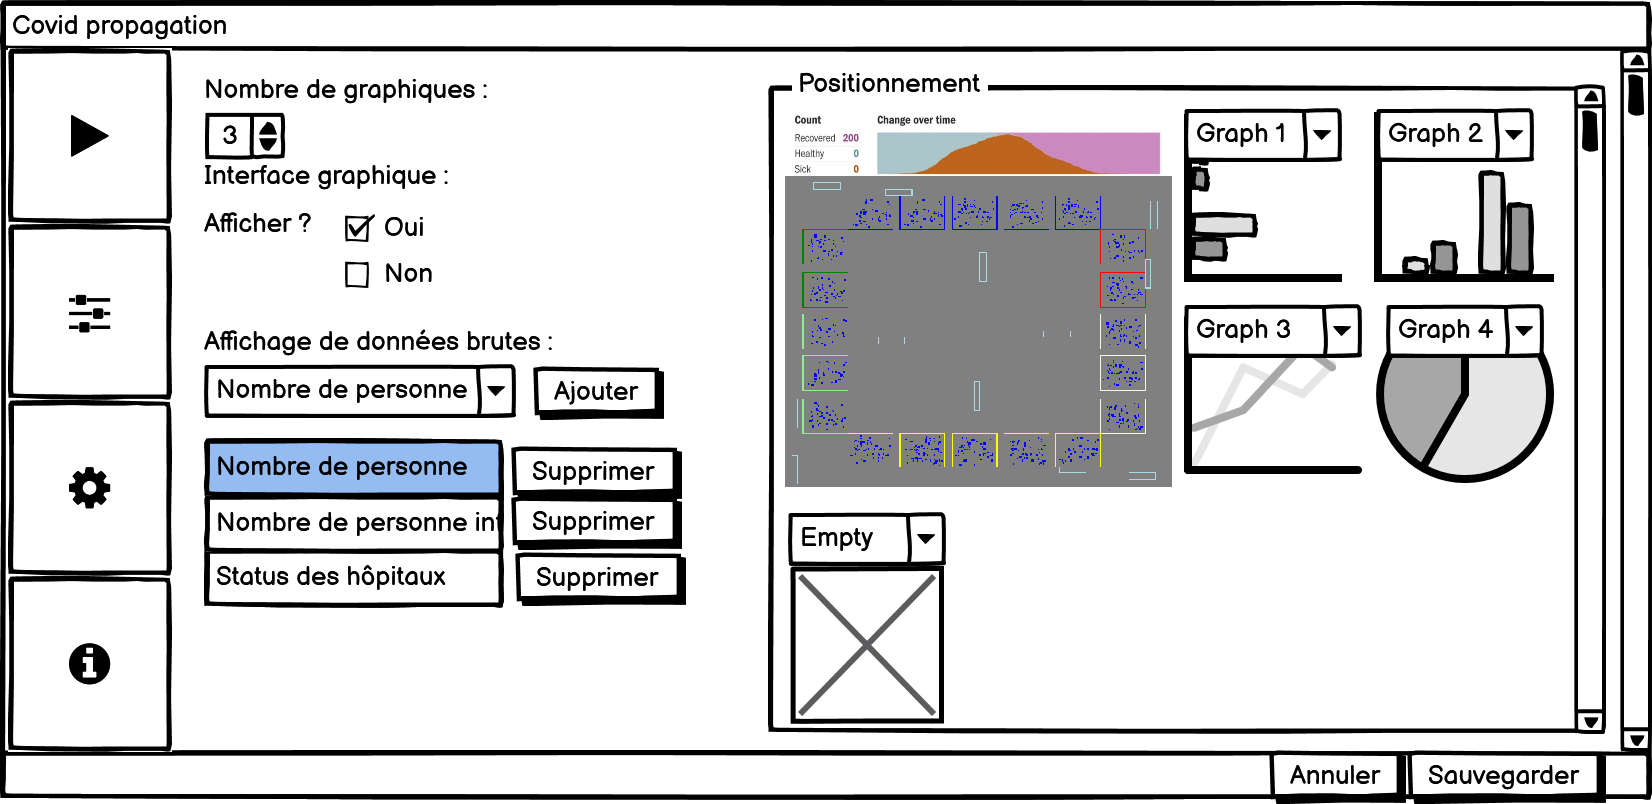 Covid propagation
Nombre de graphiques :
3
Interface graphique :
Afficher ?
Oui
Non
Affichage de données brutes :
Nombre de personne
Ajouter
Nombre de personne
Supprimer
Nombre de personne in
Supprimer
Status des hôpitaux
Supprimer
Positionnement
Count
Change over time
Recovered 200
Healthy 0
Sick 0
Graph 1
Graph 2
Graph 3
Graph 4
Empty
Annuler
Sauvegarder